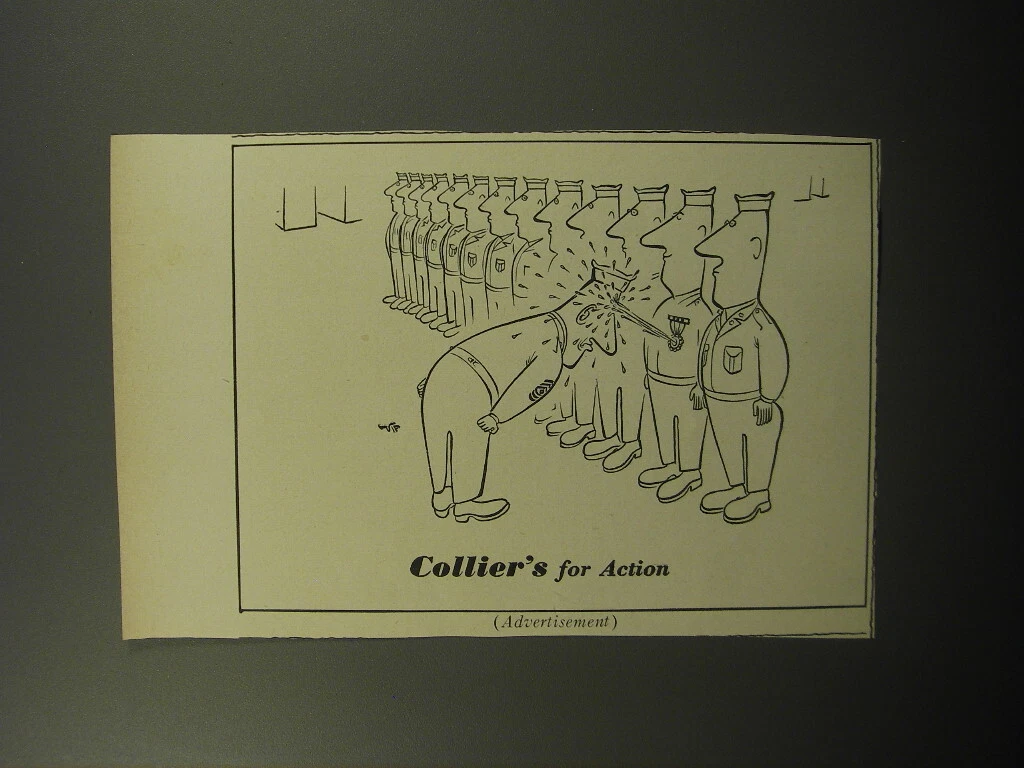 Collier's for Action
(Advertisement)